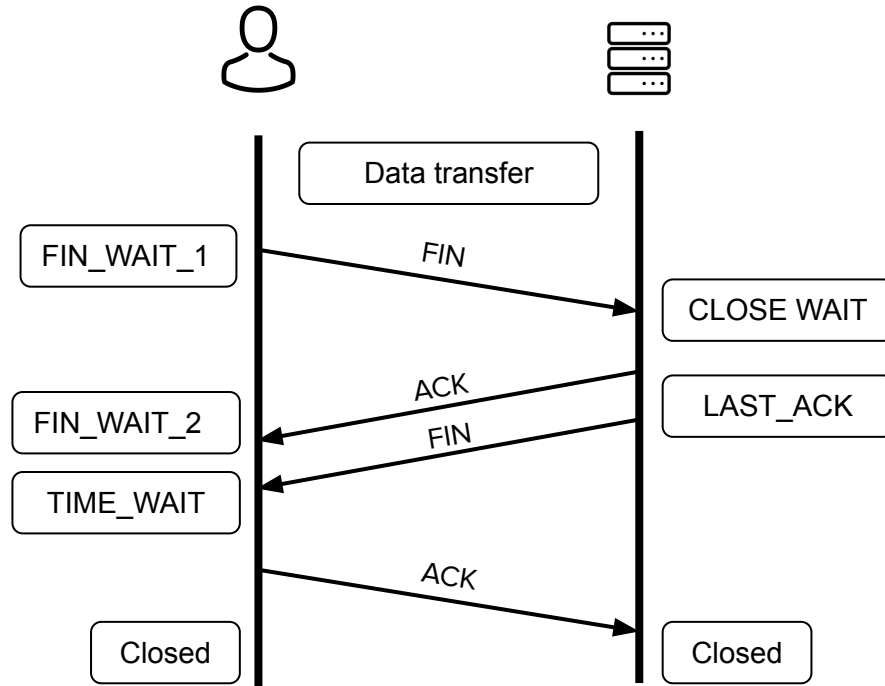 Data transfer
FIN_WAIT_1
FIN
CLOSE WAIT
ACK
LAST_ACK
FIN_WAIT_2
FIN
TIME_WAIT
ACK
Closed
Closed